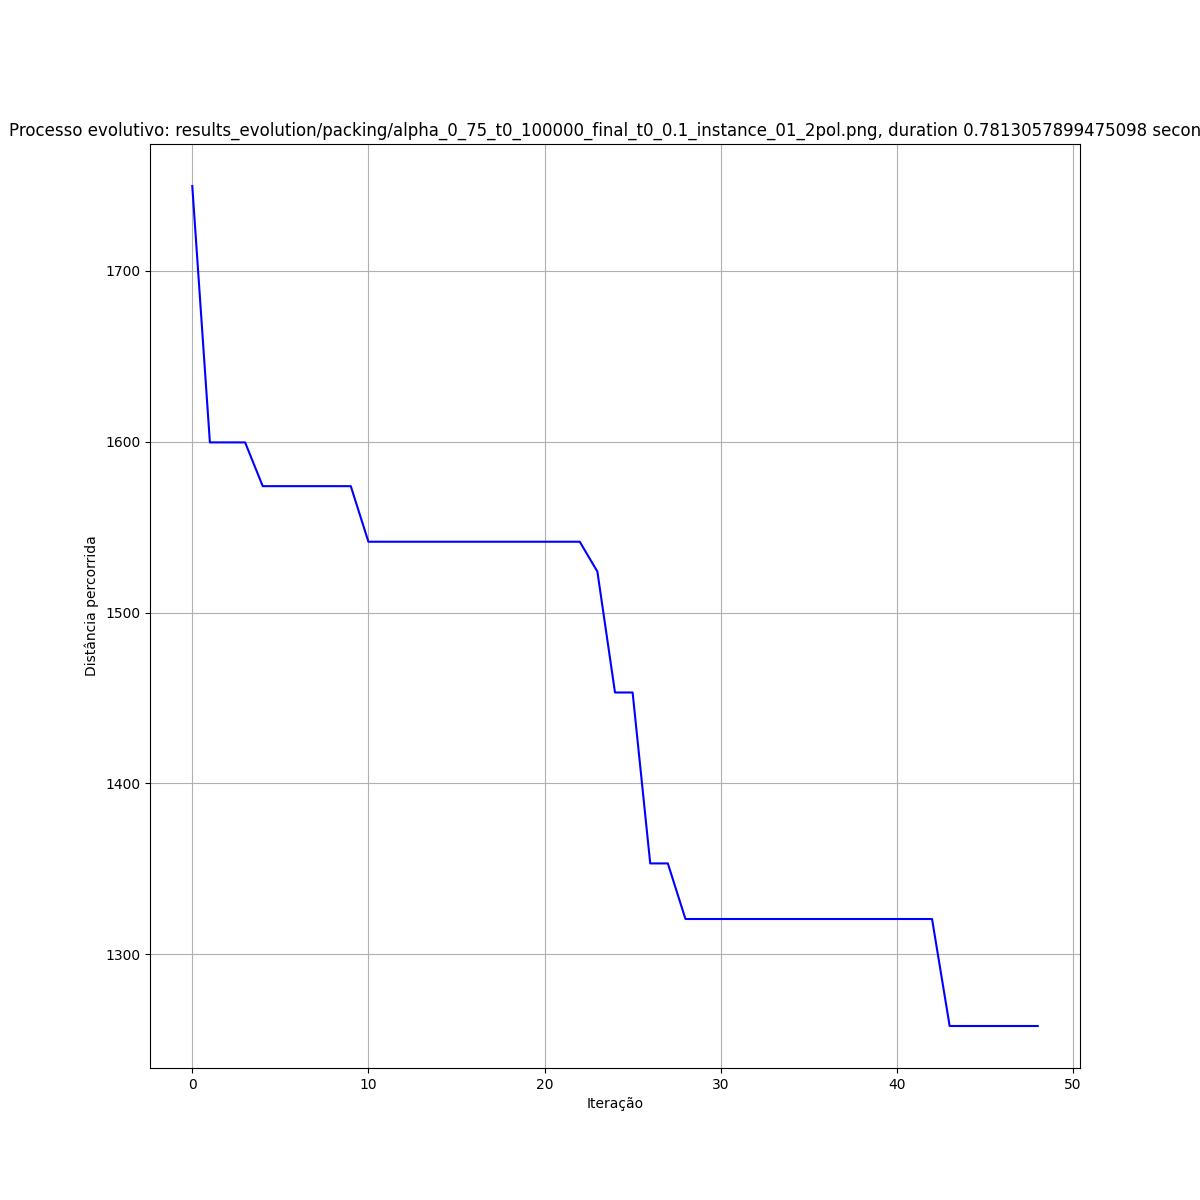 Processo evolutivo: results_evolution/packing/alpha_0_75_t0_100000_final_t0_0.1_instance_01_2pol.png, duration 0.7813057899475098 secon
1700
1600
1500
1400
1300
Distância percorrida
0 10 20 30 40 50
Iteração